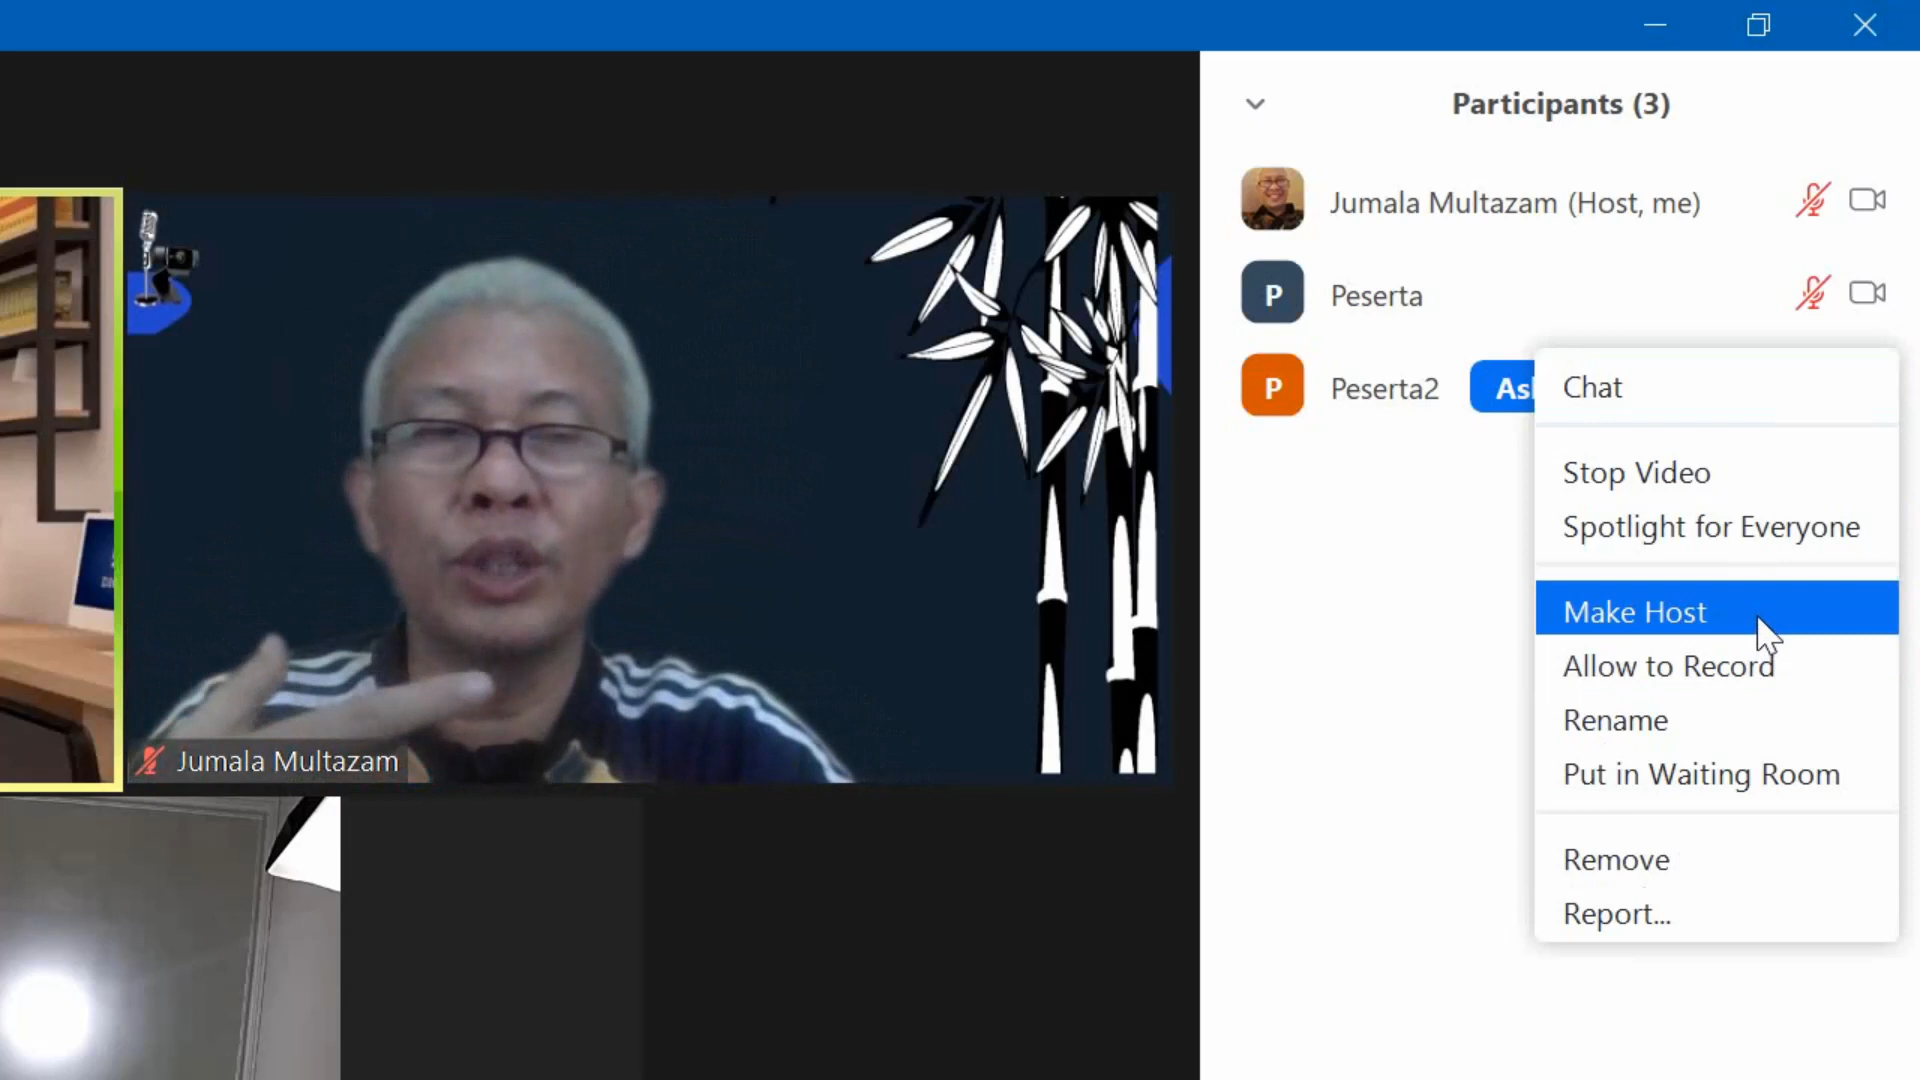 Participants (3)
Jumala Multazam (Host, me)
P Peserta
P Peserta2
Chat
Stop Video
Spotlight for Everyone
Make Host
Allow to Record
Rename
Put in Waiting Room
Remove
Report...
Jumala Multazam